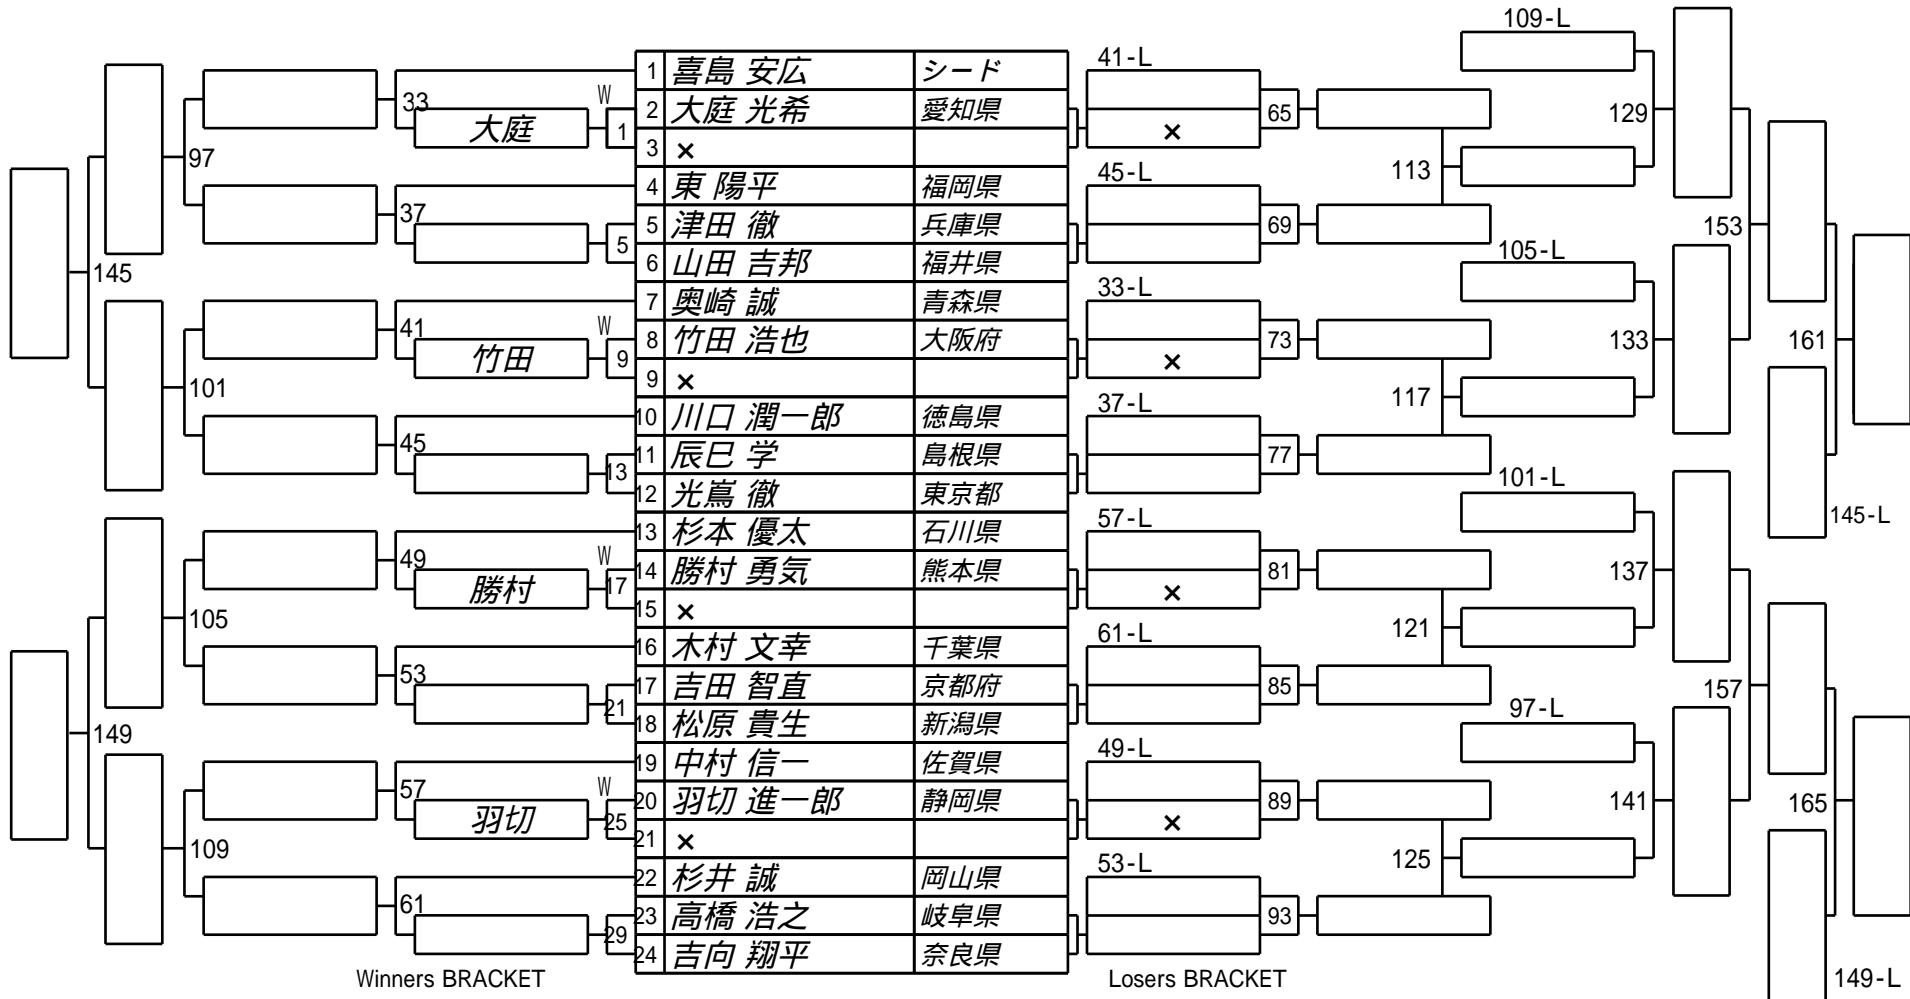 109-L
41-L
1 喜島 安広 シード
33 W 2 大庭 光希 愛知県 65 129
大庭 1 3 × ×
97 4 東 陽平 福岡県 45-L 113
37 5 津田 徹 兵庫県 69 153
5 6 山田 吉邦 福井県 105-L
145 7 奥崎 誠 青森県 33-L
41 W 8 竹田 浩也 大阪府 73 133 161
竹田 9 9 × ×
101 10 川口 潤一郎 徳島県 37-L 117
45 11 辰巳 学 島根県 77
13 12 光嶌 徹 東京都 101-L
13 杉本 優太 石川県 57-L 145-L
49 W 14 勝村 勇気 熊本県 81 137
勝村 17 15 × ×
105 16 木村 文幸 千葉県 61-L 121
53 17 吉田 智直 京都府 85 157
21 18 松原 貴生 新潟県 97-L
149 19 中村 信一 佐賀県 49-L
57 W 20 羽切 進一郎 静岡県 89 141 165
羽切 25 21 × ×
109 22 杉井 誠 岡山県 53-L 125
61 23 高橋 浩之 岐阜県 93
29 24 吉向 翔平 奈良県
Winners BRACKET Losers BRACKET 149-L